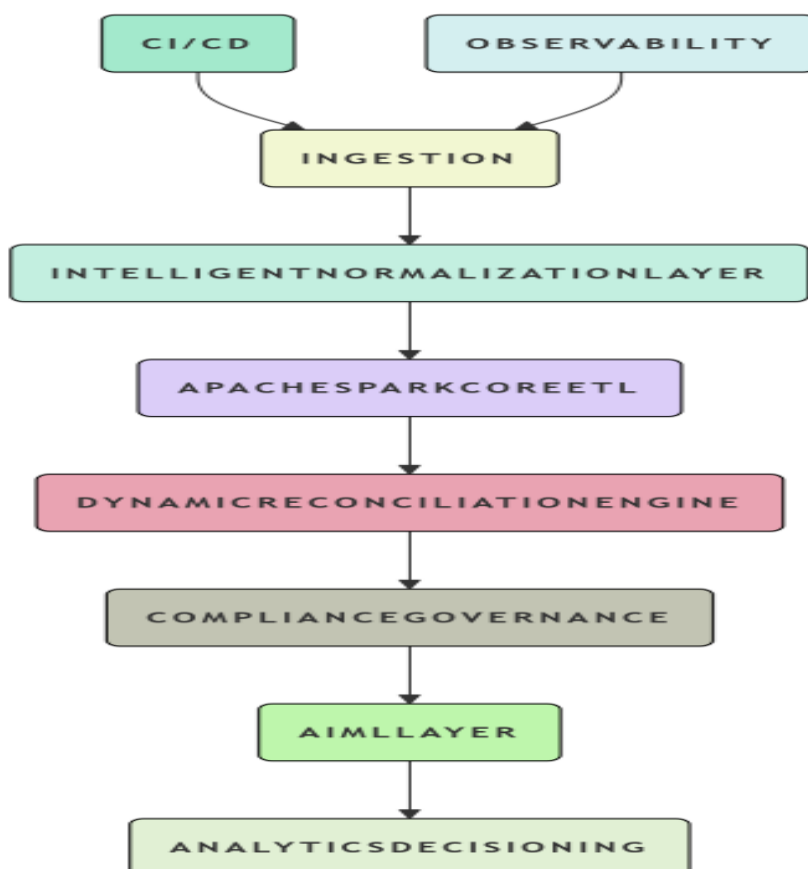 CI/CD
OBSERVABILITY
INGESTION
INTELLIGENTNORMALIZATIONLAYER
APACHESPARKCOREETL
DYNAMICRECONCILIATIONENGINE
COMPLIANCEGOVERNANCE
AIMLLAYER
ANALYTICSDECISIONING